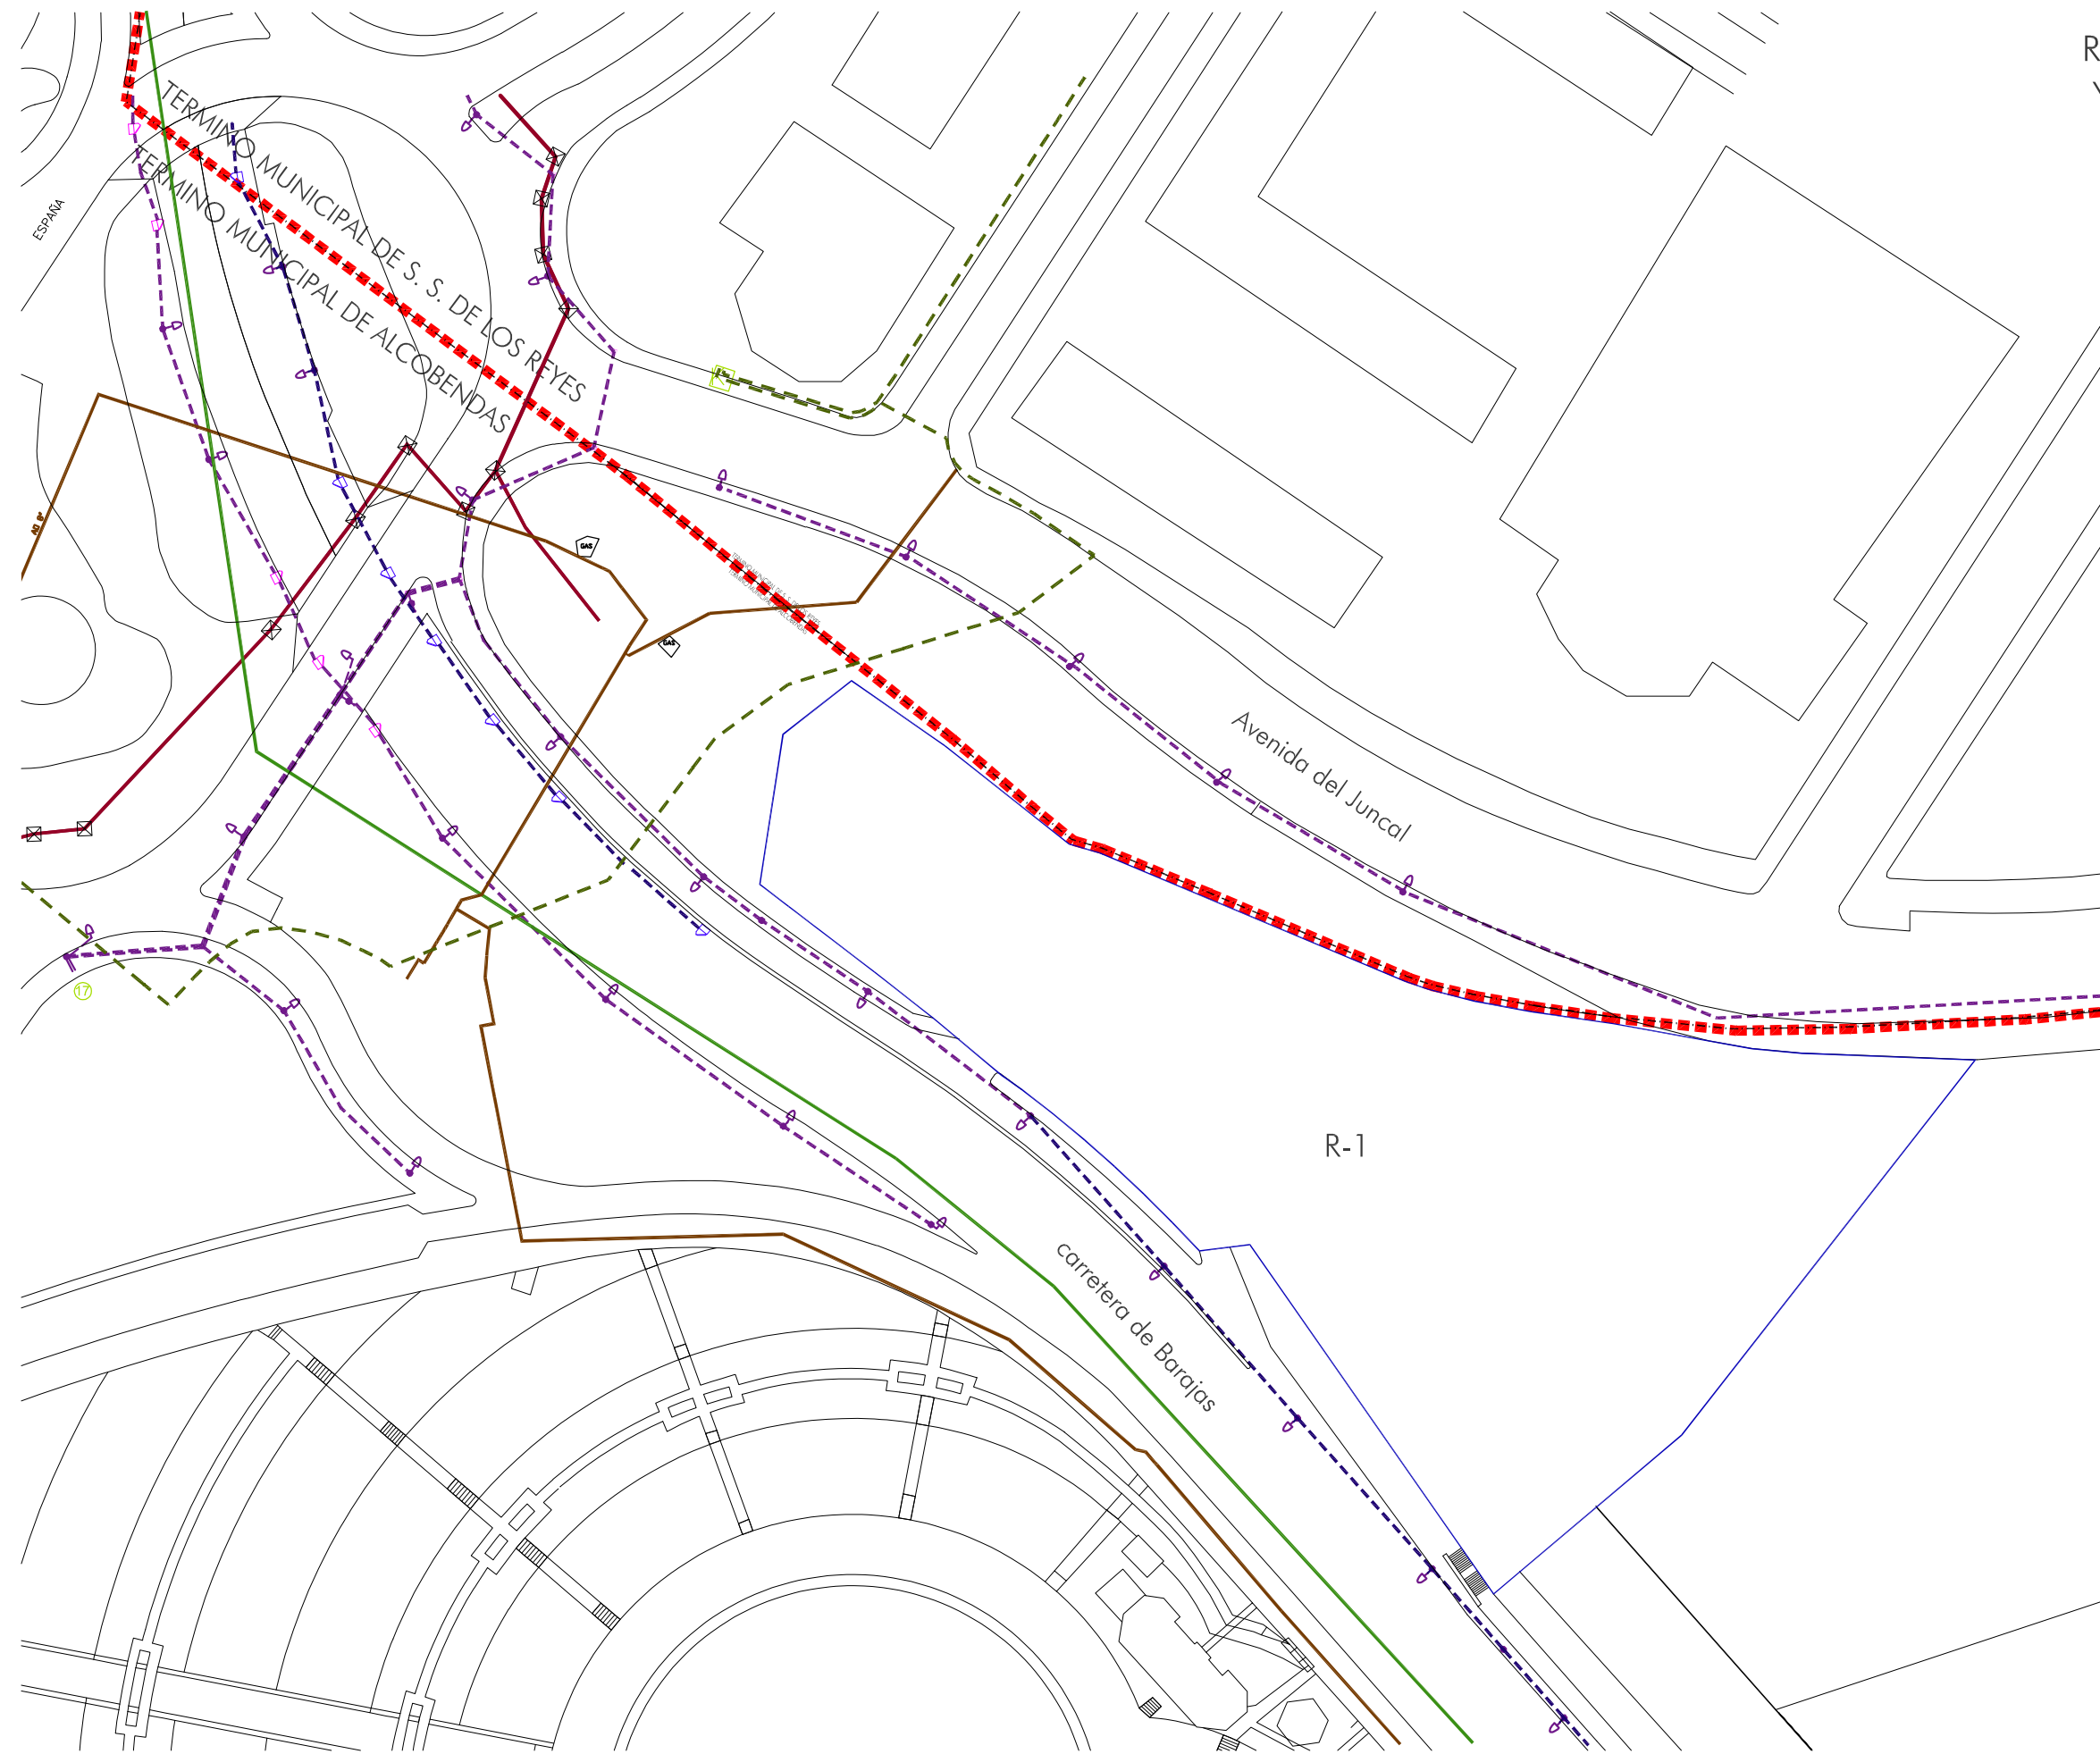 R
TERMINO MUNICIPAL DE S. S. DE LOS REYES
TERMINO MUNICIPAL DE ALCOBENDAS
ESPAÑA
GAS
GAS
Avenida del Juncal
17
R-1
carretera de Barajas